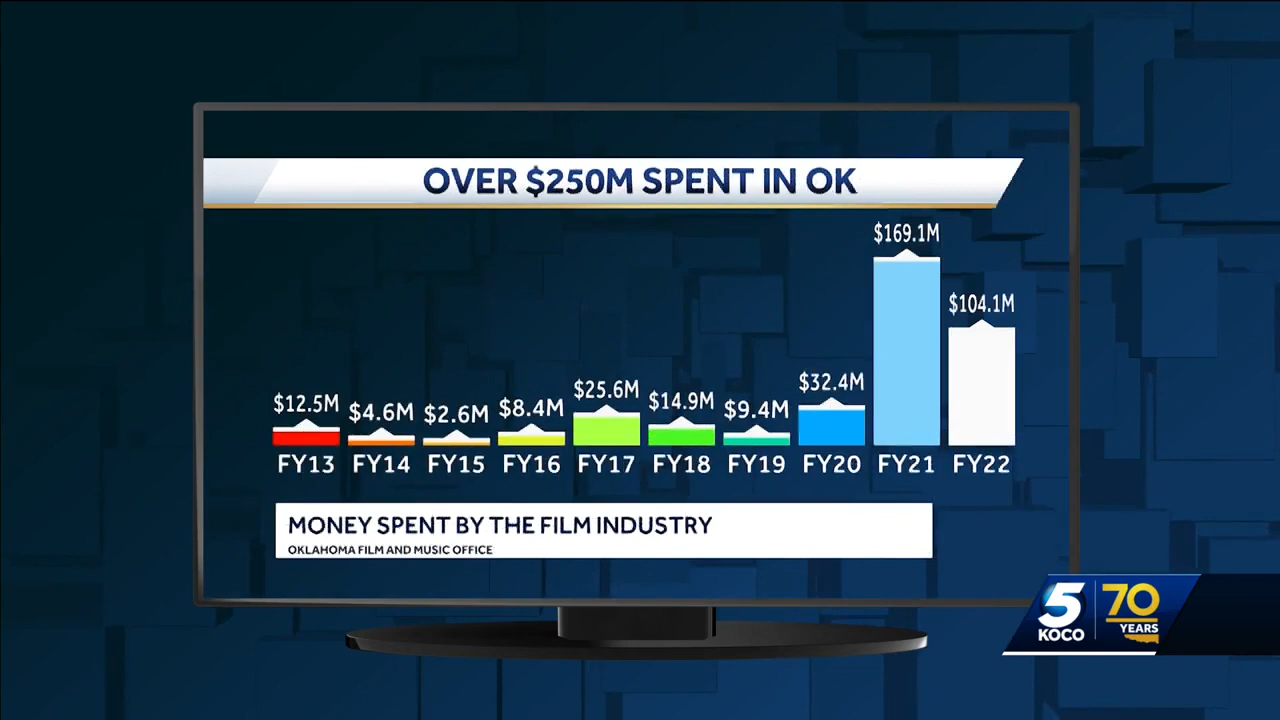 OVER $250M SPENT IN OK
$12.5M $4.6M $2.6M $8.4M $25.6M $14.9M $9.4M $32.4M $169.1M $104.1M
FY13 FY14 FY15 FY16 FY17 FY18 FY19 FY20 FY21 FY22
MONEY SPENT BY THE FILM INDUSTRY
OKLAHOMA FILM AND MUSIC OFFICE
5
KOCO
70
YEARS